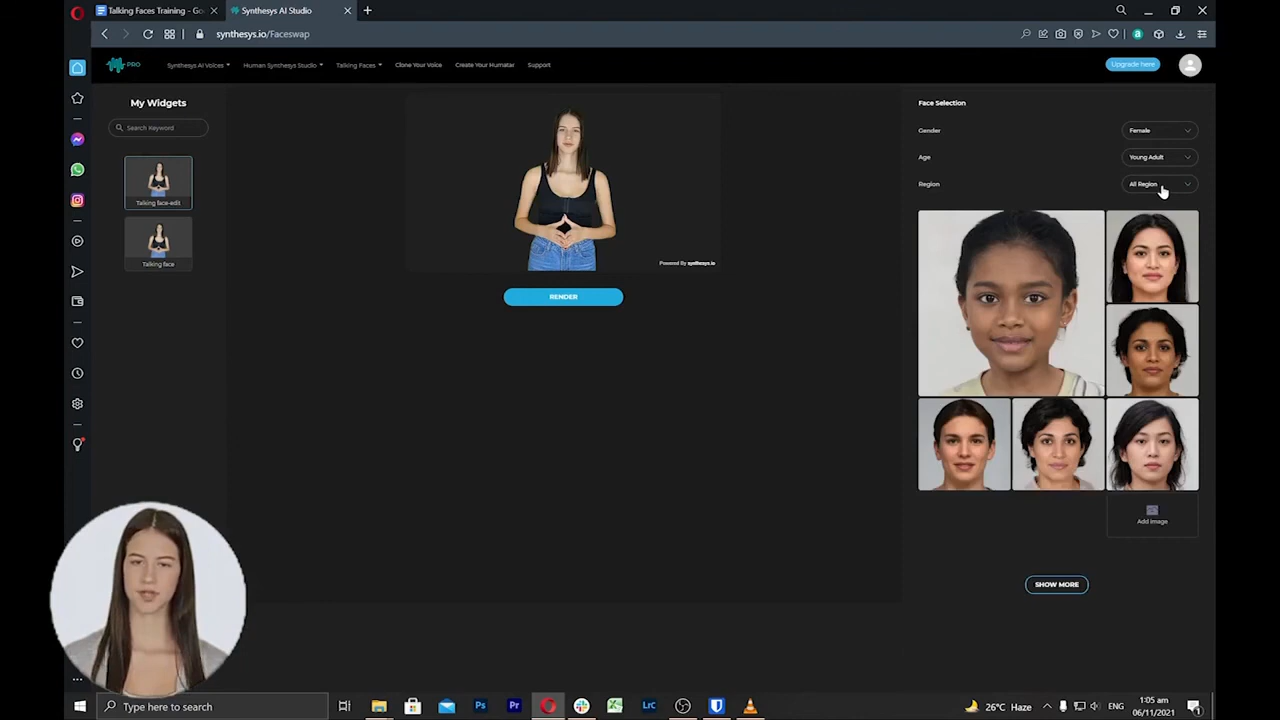 Talking Faces Training - Go
Synthesys AI Studio
synthesys.io/Faceswap
PRO
Synthesys AI Voices
Human Synthesys Studio
Talking Faces
Clone Your Voice
Create Your Humatar
Support
Upgrade here
My Widgets
Search Keyword
Talking face-edit
Talking face
Powered By synthesys.io
RENDER
Face Selection
Gender
Female
Age
Young Adult
Region
All Region
Add image
SHOW MORE
Type here to search
Ps
Pr
Lrc
26°C Haze
ENG
1:05 am
06/11/2021